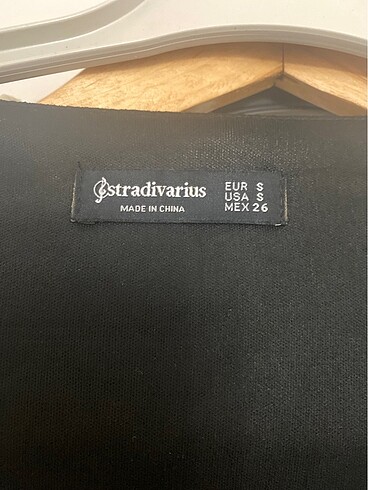 stradivarius
MADE IN CHINA
EUR S
USA S
MEX 26